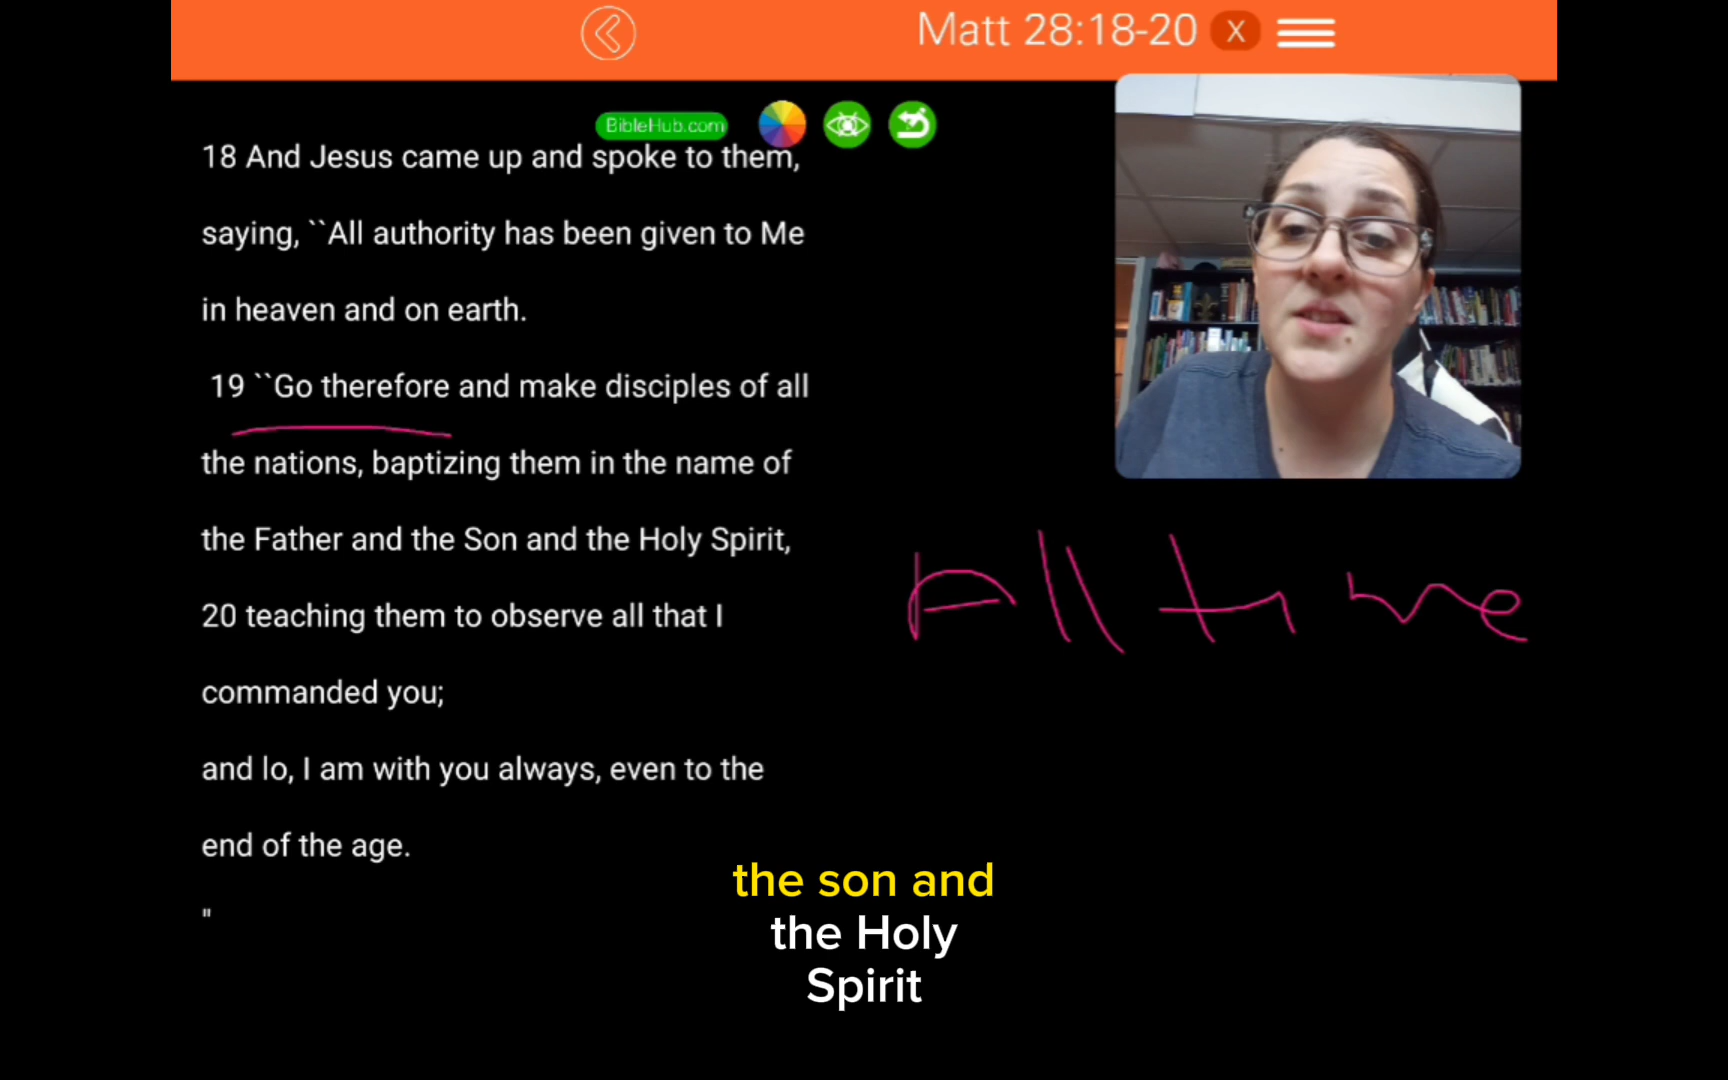 Matt 28:18-20 X
BibleHub.com
18 And Jesus came up and spoke to them,
saying, ``All authority has been given to Me
in heaven and on earth.
19 ``Go therefore and make disciples of all
the nations, baptizing them in the name of
the Father and the Son and the Holy Spirit,
20 teaching them to observe all that I
commanded you;
and lo, I am with you always, even to the
end of the age.
"
All time
the son and
the Holy
Spirit